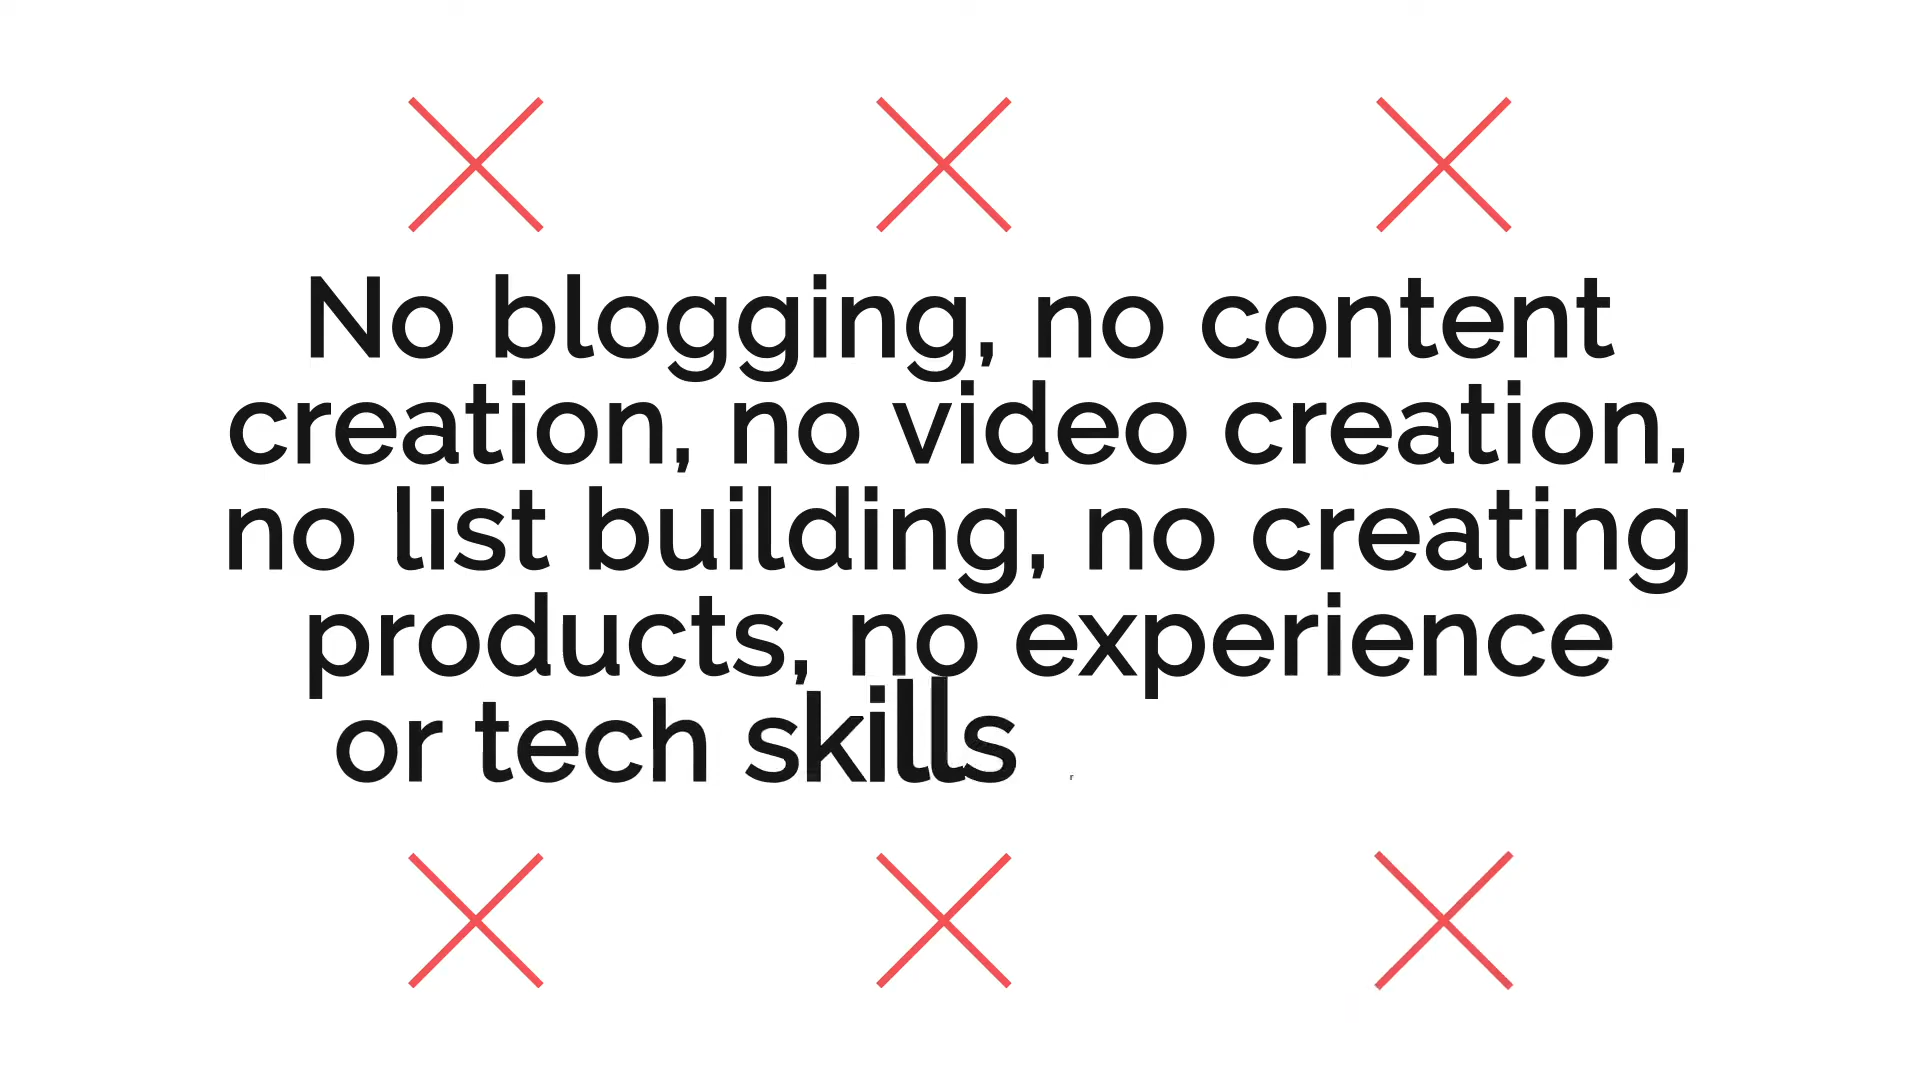 No blogging, no content
creation, no video creation,
no list building, no creating
products, no experience
or tech skills